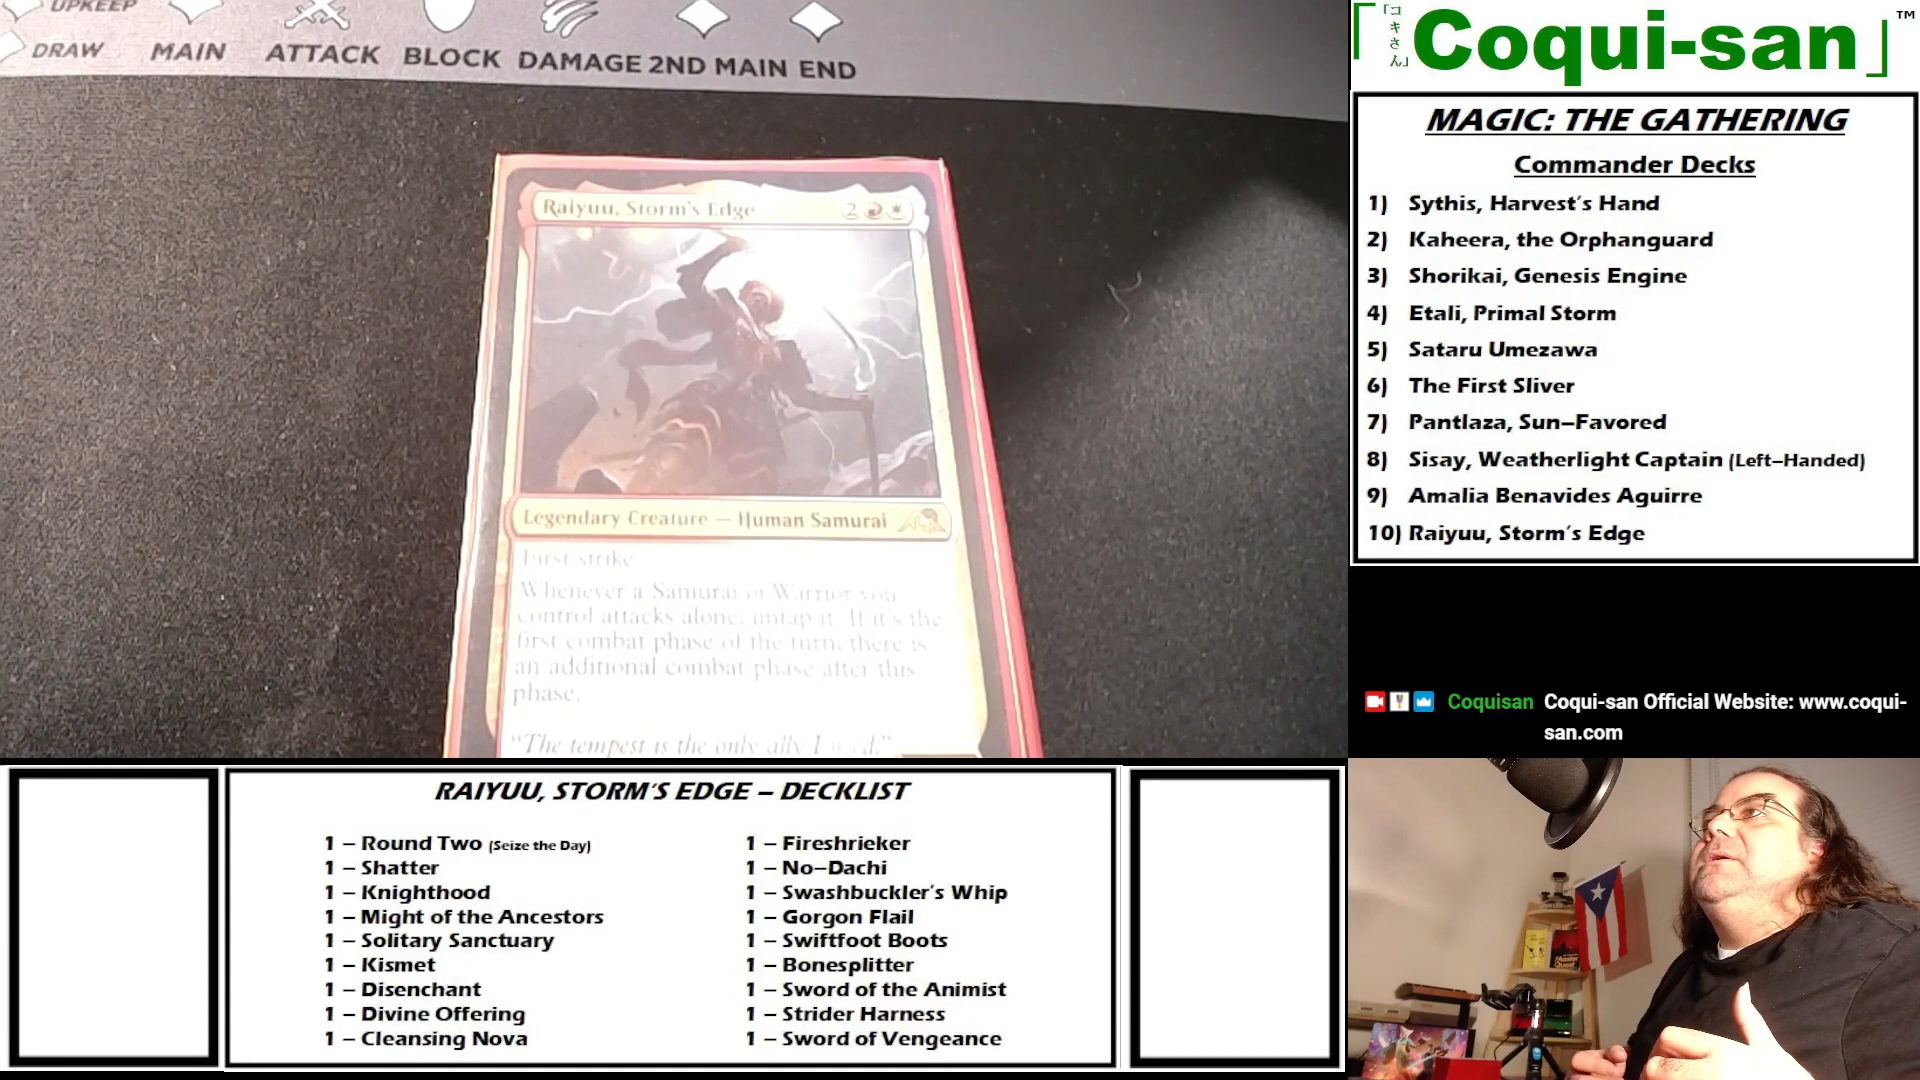 UPKEEP
DRAW MAIN ATTACK BLOCK DAMAGE 2ND MAIN END
Raiyuu, Storm's Edge 2
Legendary Creature — Human Samurai
First strike
Whenever a Samurai or Warrior you
control attacks alone, untap it. If it's the
first combat phase of the turn, there is
an additional combat phase after this
phase.
"The tempest is the only ally I need."
「コキさん」
「Coqui-san」™
MAGIC: THE GATHERING
Commander Decks
1) Sythis, Harvest's Hand
2) Kaheera, the Orphanguard
3) Shorikai, Genesis Engine
4) Etali, Primal Storm
5) Sataru Umezawa
6) The First Sliver
7) Pantlaza, Sun-Favored
8) Sisay, Weatherlight Captain (Left-Handed)
9) Amalia Benavides Aguirre
10) Raiyuu, Storm's Edge
Coquisan Coqui-san Official Website: www.coqui-
san.com
RAIYUU, STORM'S EDGE – DECKLIST
1 – Round Two (Seize the Day)
1 – Shatter
1 – Knighthood
1 – Might of the Ancestors
1 – Solitary Sanctuary
1 – Kismet
1 – Disenchant
1 – Divine Offering
1 – Cleansing Nova
1 – Fireshrieker
1 – No-Dachi
1 – Swashbuckler's Whip
1 – Gorgon Flail
1 – Swiftfoot Boots
1 – Bonesplitter
1 – Sword of the Animist
1 – Strider Harness
1 – Sword of Vengeance